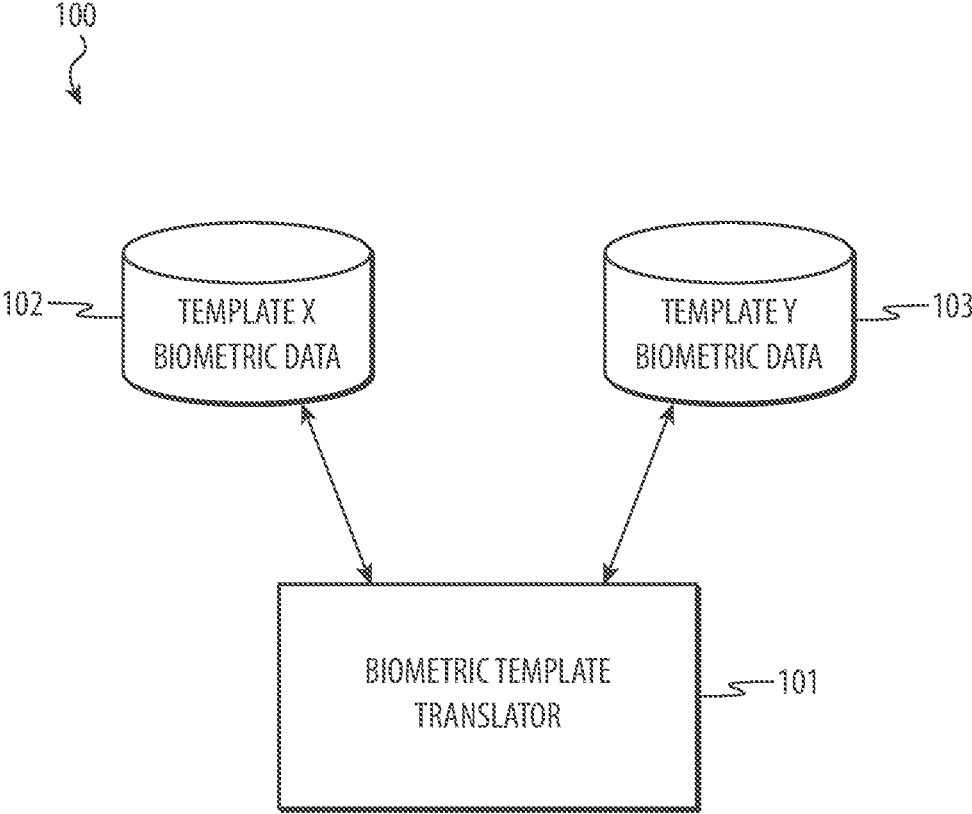 100
102
TEMPLATE X
BIOMETRIC DATA
TEMPLATE Y
BIOMETRIC DATA
103
BIOMETRIC TEMPLATE
TRANSLATOR
101